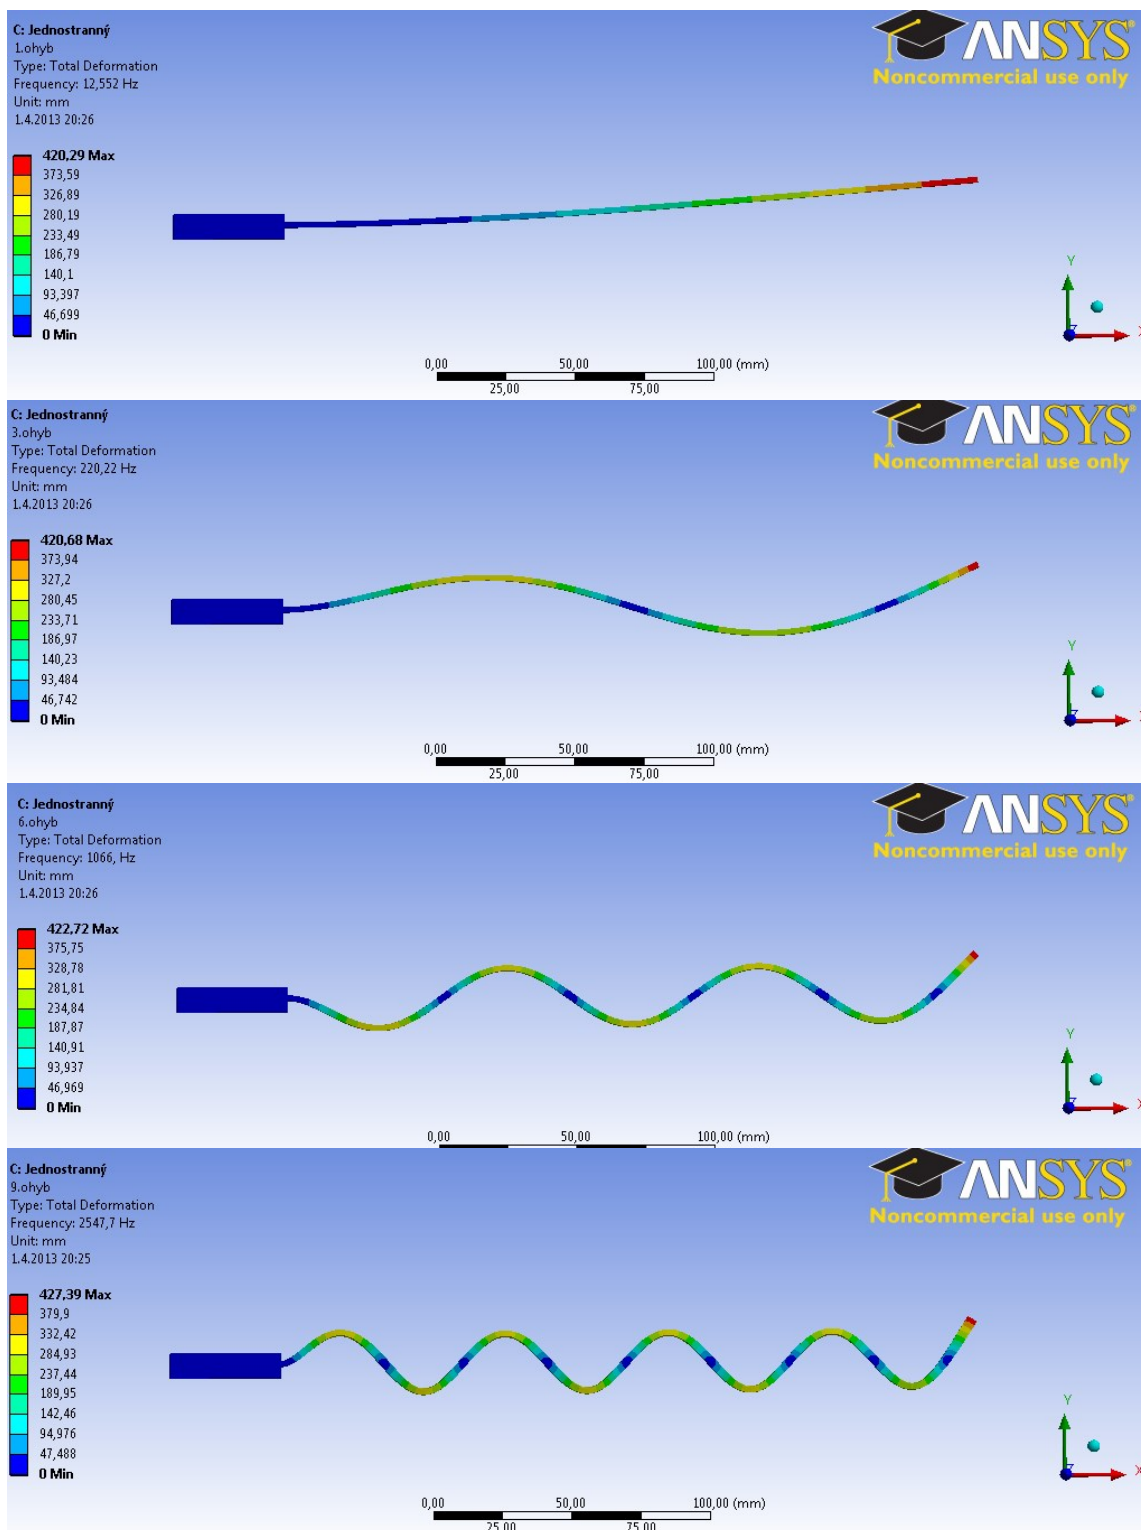 C: Jednostranný
1.ohyb
Type: Total Deformation
Frequency: 12,552 Hz
Unit: mm
1.4.2013 20:26
ANSYS
Noncommercial use only
420,29 Max
373,59
326,89
280,19
233,49
186,79
140,1
93,397
46,699
0 Min
Y
X
Z
0,00 50,00 100,00 (mm)
25,00 75,00
C: Jednostranný
3.ohyb
Type: Total Deformation
Frequency: 220,22 Hz
Unit: mm
1.4.2013 20:26
ANSYS
Noncommercial use only
420,68 Max
373,94
327,2
280,45
233,71
186,97
140,23
93,484
46,742
0 Min
Y
Z
0,00 50,00 100,00 (mm)
25,00 75,00
C: Jednostranný
6.ohyb
Type: Total Deformation
Frequency: 1066, Hz
Unit: mm
1.4.2013 20:26
ANSYS
Noncommercial use only
422,72 Max
375,75
328,78
281,81
234,84
187,87
140,91
93,937
46,969
0 Min
Y
X
Z
0,00 50,00 100,00 (mm)
C: Jednostranný
9.ohyb
Type: Total Deformation
Frequency: 2547,7 Hz
Unit: mm
1.4.2013 20:25
ANSYS
Noncommercial use only
427,39 Max
379,9
332,42
284,93
237,44
189,95
142,46
94,976
47,488
0 Min
Y
X
Z
0,00 50,00 100,00 (mm)
25,00 75,00